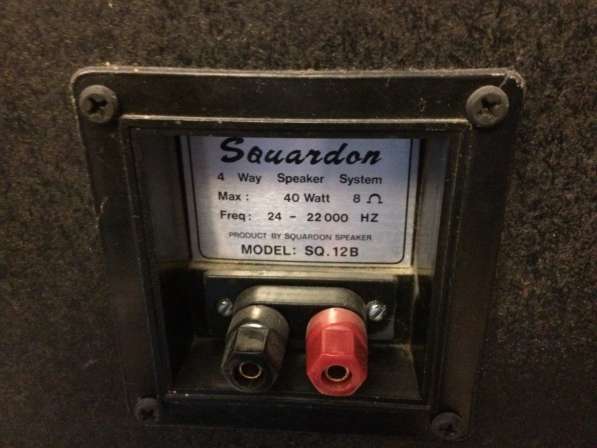 Squardon
4 Way Speaker System
Max : 40 Watt 8 Ω
Freq : 24 - 22000 HZ
PRODUCT BY SQUARDON SPEAKER
MODEL: SQ.12B